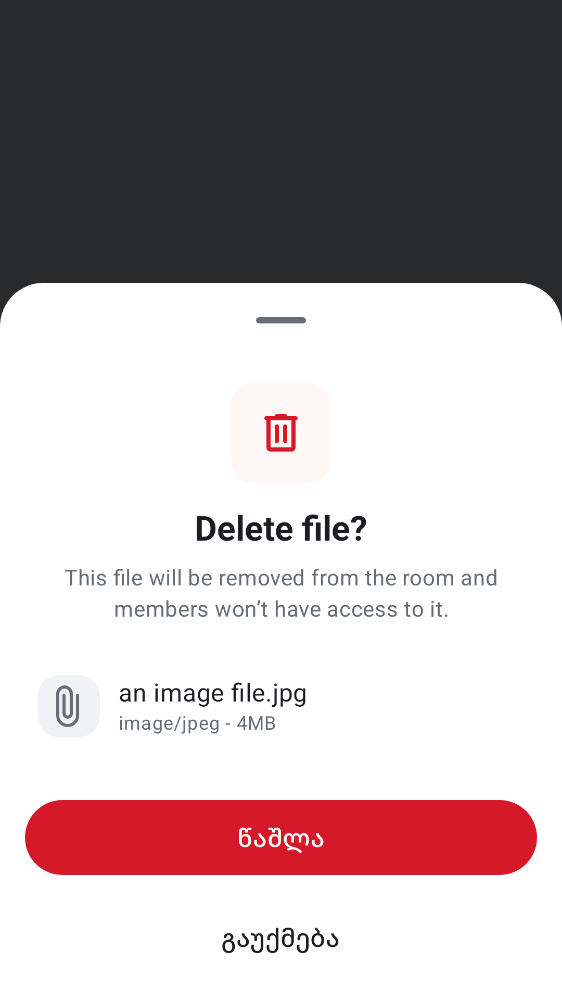 Delete file?
This file will be removed from the room and
members won’t have access to it.
an image file.jpg
image/jpeg - 4MB
წაშლა
გაუქმება